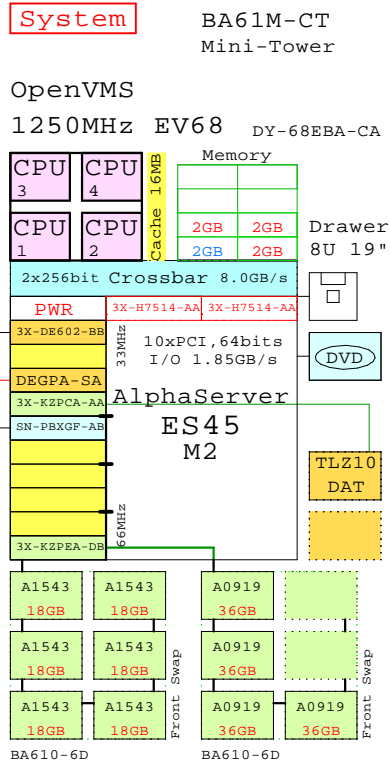 System
BA61M-CT
Mini-Tower
OpenVMS
1250MHz EV68
DY-68EBA-CA
Memory
CPU
3
CPU
4
Cache 16MB
CPU
1
CPU
2
2GB 2GB
2GB 2GB
Drawer
8U 19"
2x256bit Crossbar 8.0GB/s
PWR
3X-H7514-AA
3X-H7514-AA
3X-DE602-BB
33MHz
10xPCI,64bits
I/O 1.85GB/s
DVD
DEGPA-SA
3X-KZPCA-AA
SN-PBXGF-AB
AlphaServer
ES45
M2
TLZ10
DAT
66MHz
3X-KZPEA-DB
A1543
18GB
A1543
18GB
A0919
36GB
A1543
18GB
A1543
18GB
A0919
36GB
A1543
18GB
A1543
18GB
Front Swap
A0919
36GB
A0919
36GB
Front Swap
BA610-6D
BA610-6D